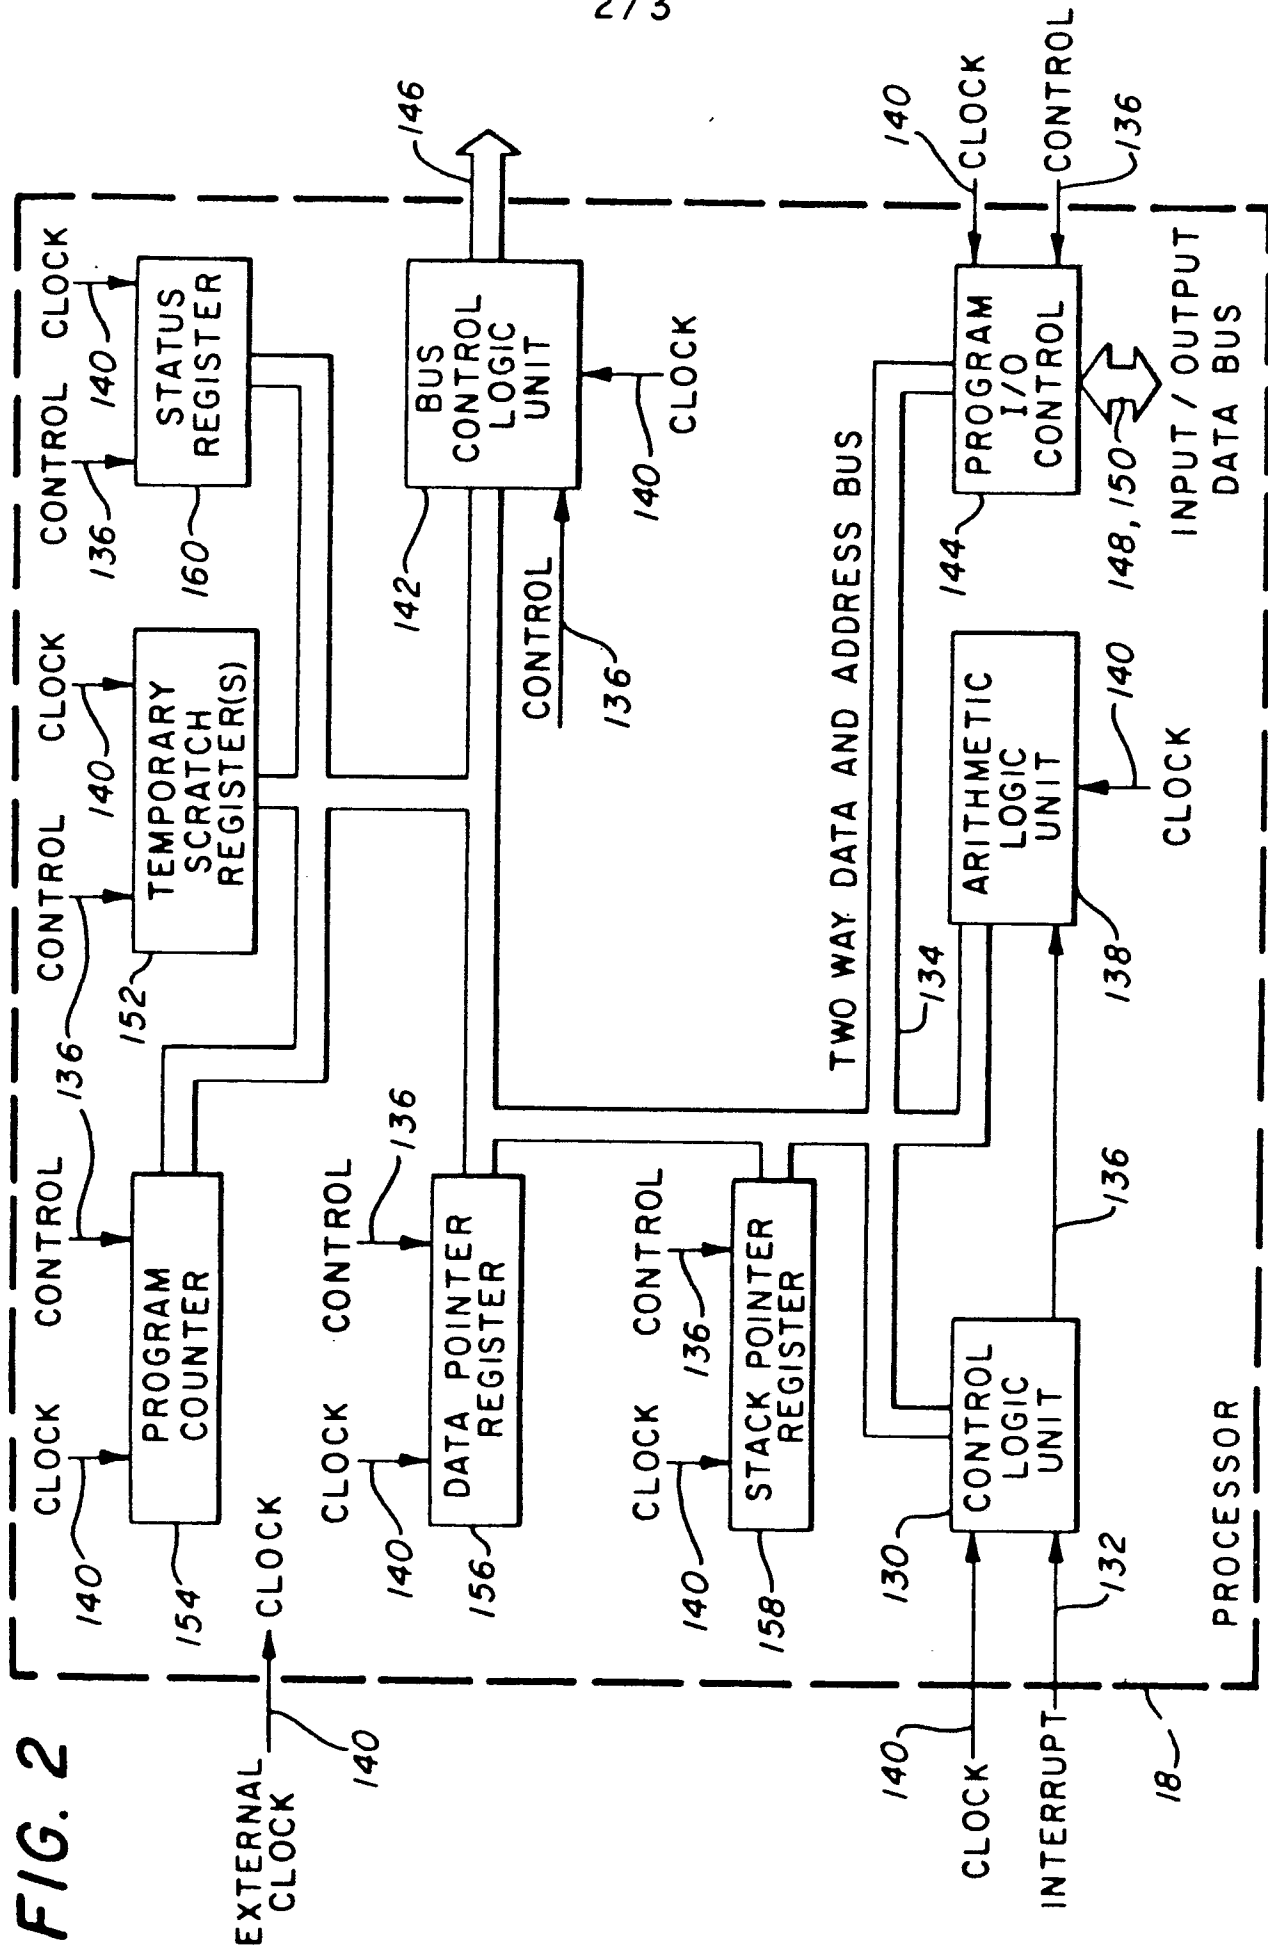 2/3
FIG. 2
EXTERNAL
CLOCK
140
CLOCK
CLOCK
140
CONTROL
136
CONTROL
CLOCK
140
CONTROL
136
CLOCK
140
PROGRAM
COUNTER
154
TEMPORARY
SCRATCH
REGISTER(S)
152
STATUS
REGISTER
160
CLOCK
140
CONTROL
136
DATA POINTER
REGISTER
156
BUS
CONTROL
LOGIC
UNIT
142
146
CONTROL
136
140
CLOCK
CLOCK
140
CONTROL
136
STACK POINTER
REGISTER
158
TWO WAY DATA AND ADDRESS BUS
134
CLOCK
140
INTERRUPT
132
CONTROL
LOGIC
UNIT
130
136
ARITHMETIC
LOGIC
UNIT
138
140
CLOCK
PROGRAM
I/O
CONTROL
144
140
CLOCK
CONTROL
136
148, 150
INPUT / OUTPUT
DATA BUS
PROCESSOR
18